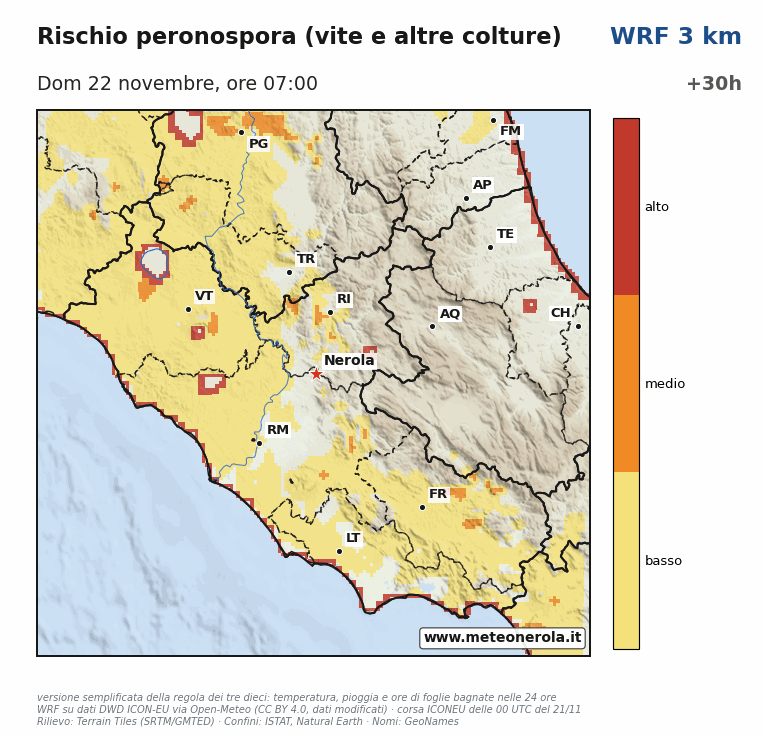 Rischio peronospora (vite e altre colture)
WRF 3 km
Dom 22 novembre, ore 07:00
+30h
FM
PG
AP
TE
TR
VT
RI
AQ
CH.
Nerola
RM
FR
LT
www.meteonerola.it
alto
medio
basso
versione semplificata della regola dei tre dieci: temperatura, pioggia e ore di foglie bagnate nelle 24 ore
WRF su dati DWD ICON-EU via Open-Meteo (CC BY 4.0, dati modificati) · corsa ICONEU delle 00 UTC del 21/11
Rilievo: Terrain Tiles (SRTM/GMTED) · Confini: ISTAT, Natural Earth · Nomi: GeoNames